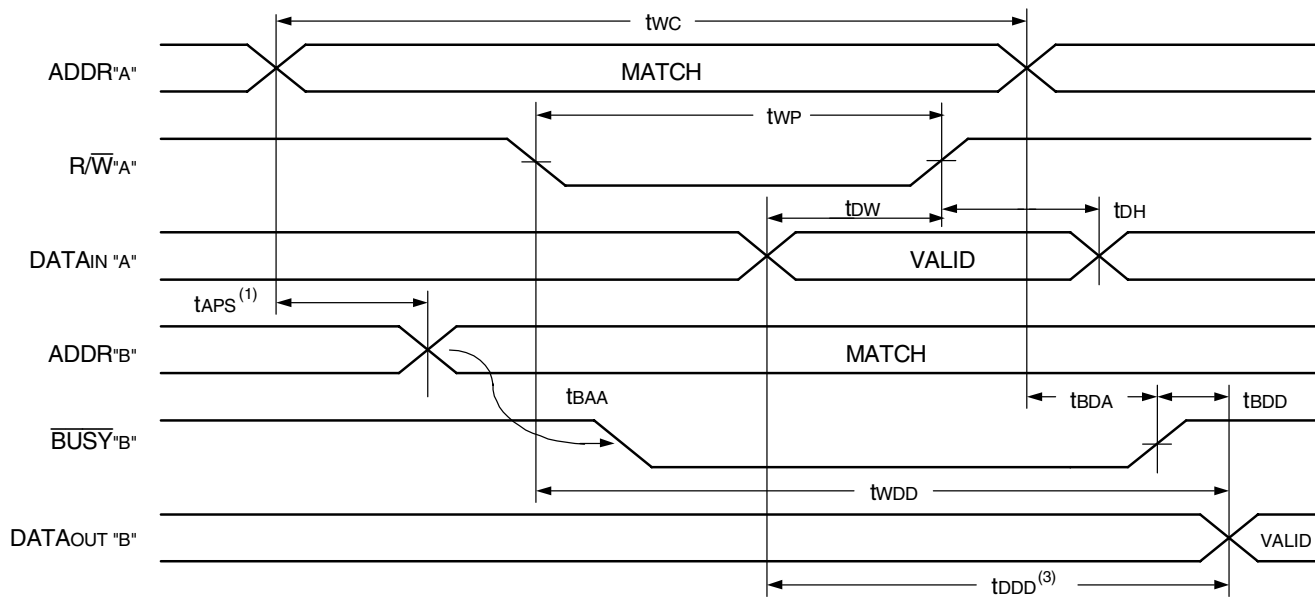 tWC
ADDR"A"
MATCH
tWP
R/W̅"A"
tDW
tDH
DATAIN "A"
VALID
tAPS(1)
ADDR"B"
MATCH
tBAA
tBDA
tBDD
B̅U̅S̅Y̅"B"
tWDD
DATAOUT "B"
VALID
tDDD(3)